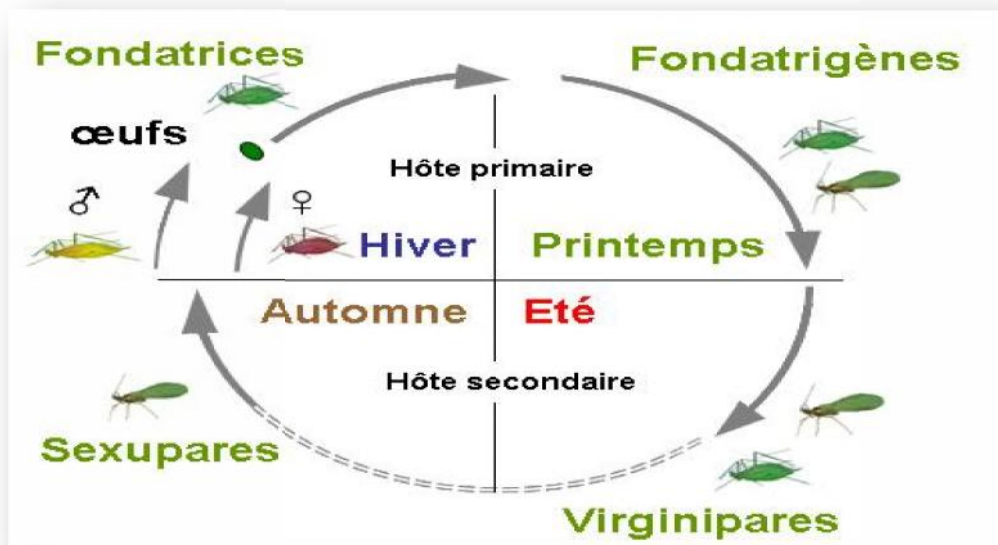 Fondatrices
Fondatrigènes
œufs
Hôte primaire
♂
♀
Hiver
Printemps
Automne
Eté
Hôte secondaire
Sexupares
Virginipares